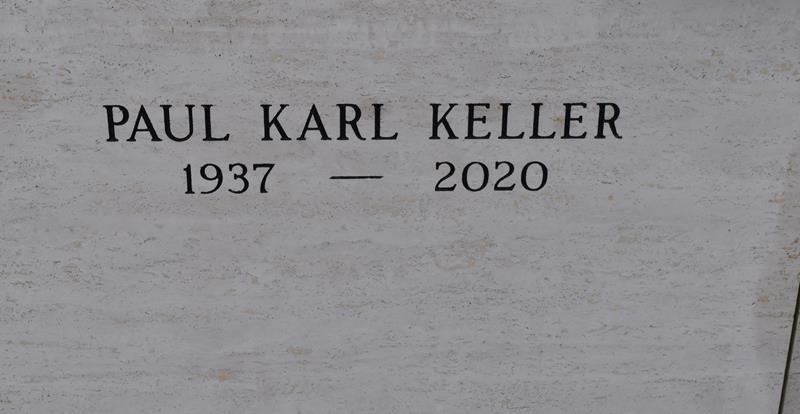 PAUL KARL KELLER
1937 — 2020